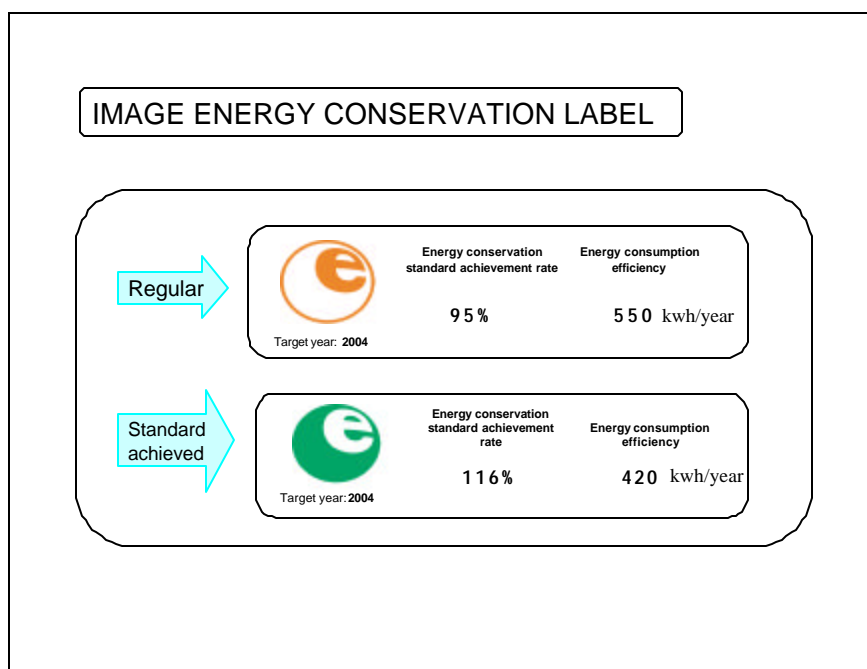 IMAGE ENERGY CONSERVATION LABEL
Regular
e
Energy conservation
standard achievement rate
Energy consumption
efficiency
95%
550 kwh/year
Target year: 2004
Standard
achieved
e
Energy conservation
standard achievement
rate
Energy consumption
efficiency
116%
420 kwh/year
Target year: 2004